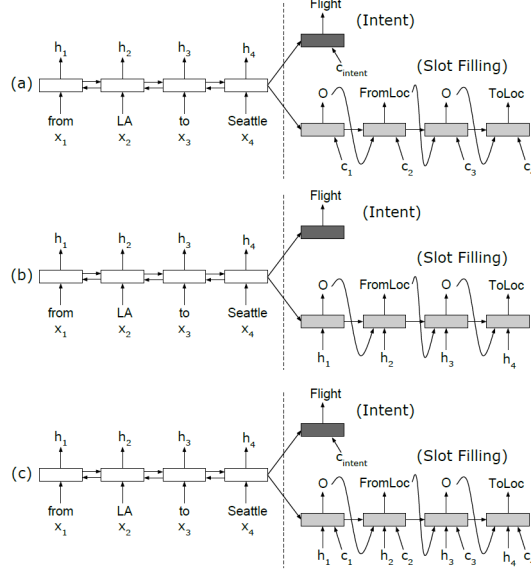 Flight
(Intent)
h1 h2 h3 h4
cintent
(Slot Filling)
(a)
O FromLoc O ToLoc
from LA to Seattle
x1 x2 x3 x4
c1 c2 c3 c
Flight
(Intent)
h1 h2 h3 h4
(Slot Filling)
(b)
O FromLoc O ToLoc
from LA to Seattle
x1 x2 x3 x4
h1 h2 h3 h4
Flight
(Intent)
h1 h2 h3 h4
cintent
(Slot Filling)
(c)
O FromLoc O ToLoc
from LA to Seattle
x1 x2 x3 x4
h1 c1 h2 c2 h3 c3 h4 c